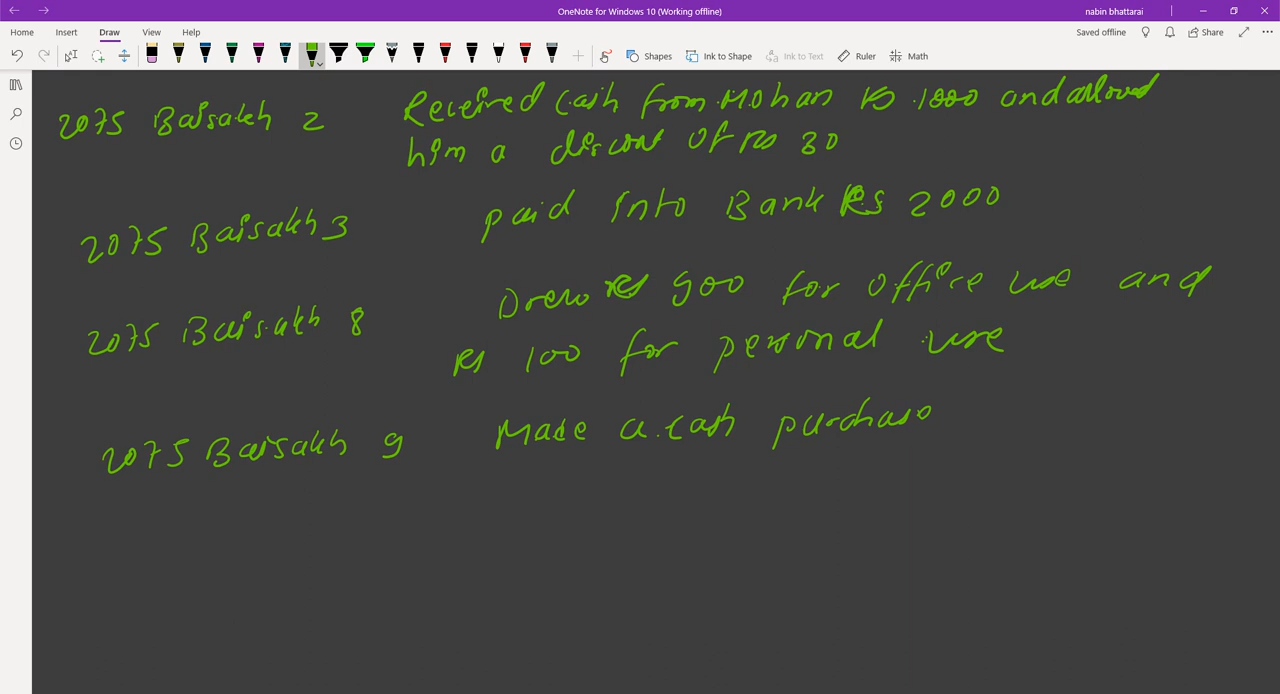 OneNote for Windows 10 (Working offline)
nabin bhattarai
Home Insert Draw View Help
Saved offline Share
Shapes Ink to Shape Ink to Text Ruler Math
2075 Baisakh 2 Received Cash from Mohan Rs 1000 and allowed
him a discont of Rs 30
2075 Baisakh 3 paid into Bank Rs 2000
2075 Baisakh 8 Drew Rs 900 for office use and
Rs 100 for personal use
2075 Baisakh 9 Made a cash purchase